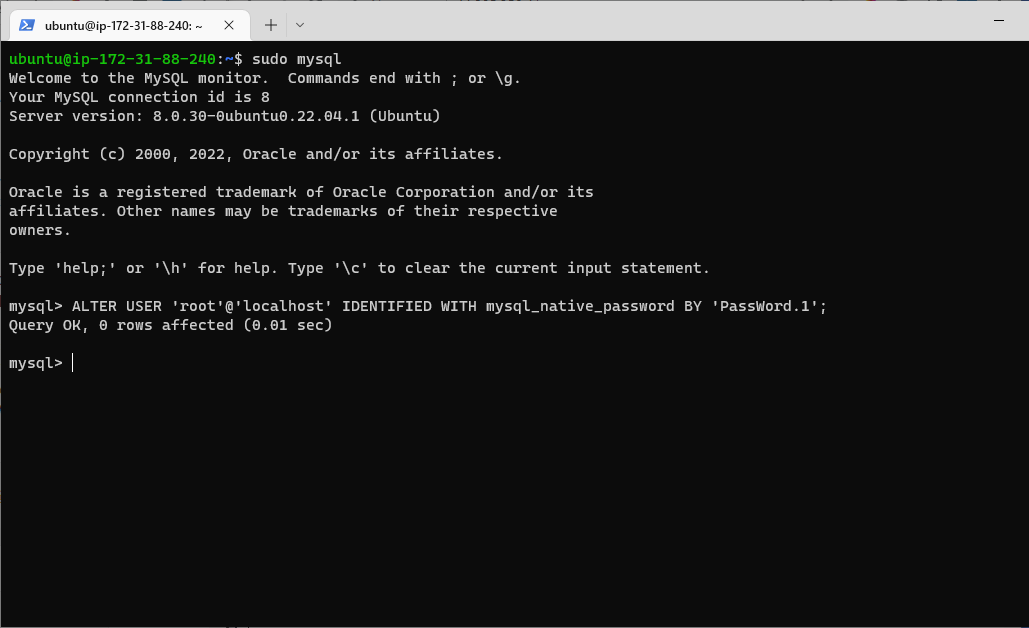 ubuntu@ip-172-31-88-240: ~
ubuntu@ip-172-31-88-240:~$ sudo mysql
Welcome to the MySQL monitor.  Commands end with ; or \g.
Your MySQL connection id is 8
Server version: 8.0.30-0ubuntu0.22.04.1 (Ubuntu)
Copyright (c) 2000, 2022, Oracle and/or its affiliates.
Oracle is a registered trademark of Oracle Corporation and/or its
affiliates. Other names may be trademarks of their respective
owners.
Type 'help;' or '\h' for help. Type '\c' to clear the current input statement.
mysql> ALTER USER 'root'@'localhost' IDENTIFIED WITH mysql_native_password BY 'PassWord.1';
Query OK, 0 rows affected (0.01 sec)
mysql>